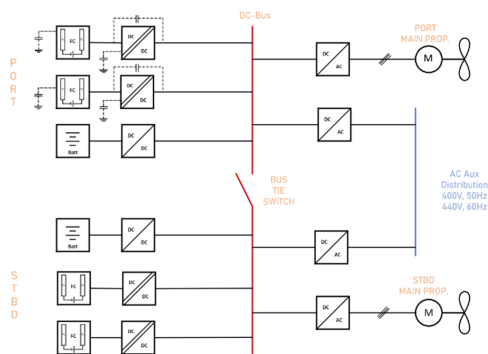 DC-Bus
PORT
MAIN PROP.
FC
DC
DC
DC
AC
M
P
O
R
T
FC
DC
DC
DC
AC
Batt
DC
DC
AC Aux
Distribution
400V, 50Hz
440V, 60Hz
BUS
TIE
SWITCH
Batt
DC
DC
DC
AC
S
T
B
D
FC
DC
DC
STBD
MAIN PROP.
FC
DC
DC
DC
AC
M